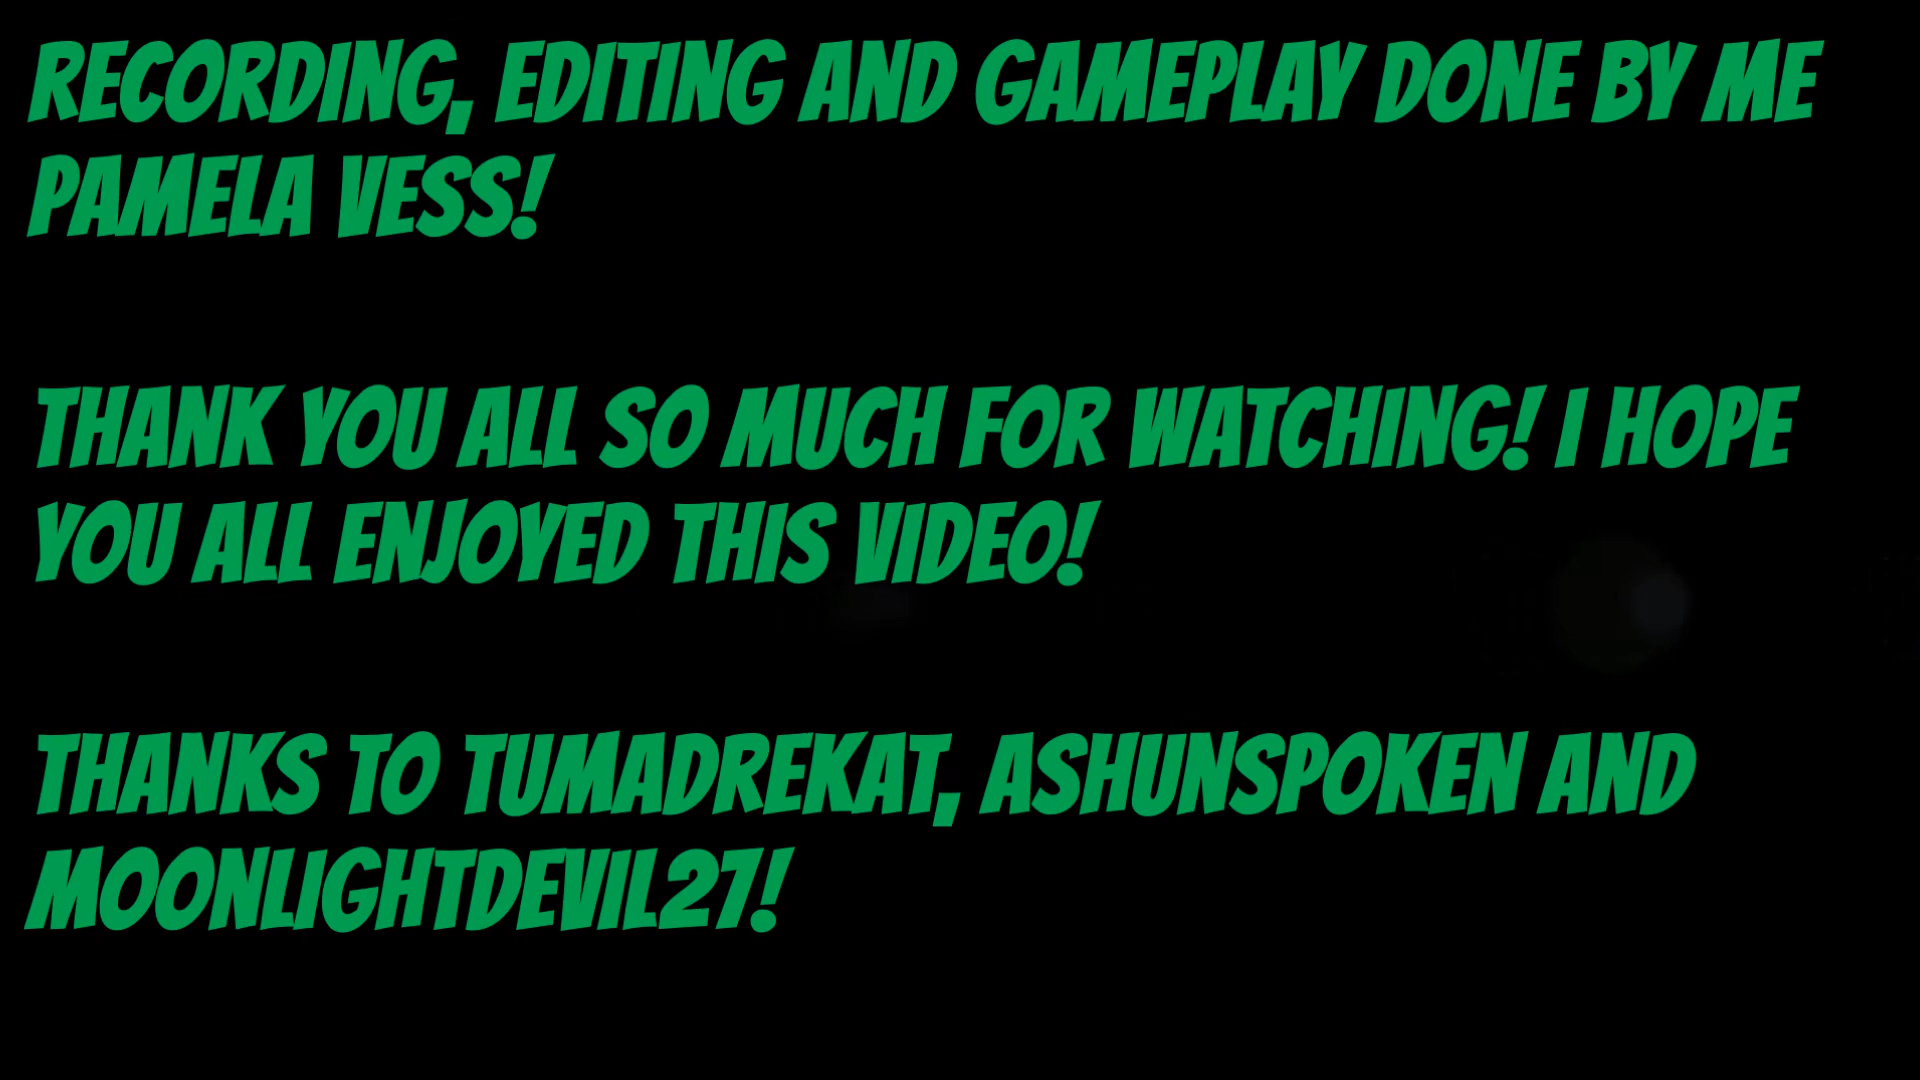 RECORDING, EDITING AND GAMEPLAY DONE BY ME
PAMELA VESS!
THANK YOU ALL SO MUCH FOR WATCHING! I HOPE
YOU ALL ENJOYED THIS VIDEO!
THANKS TO TUMADREKAT, ASHUNSPOKEN AND
MOONLIGHTDEVIL27!